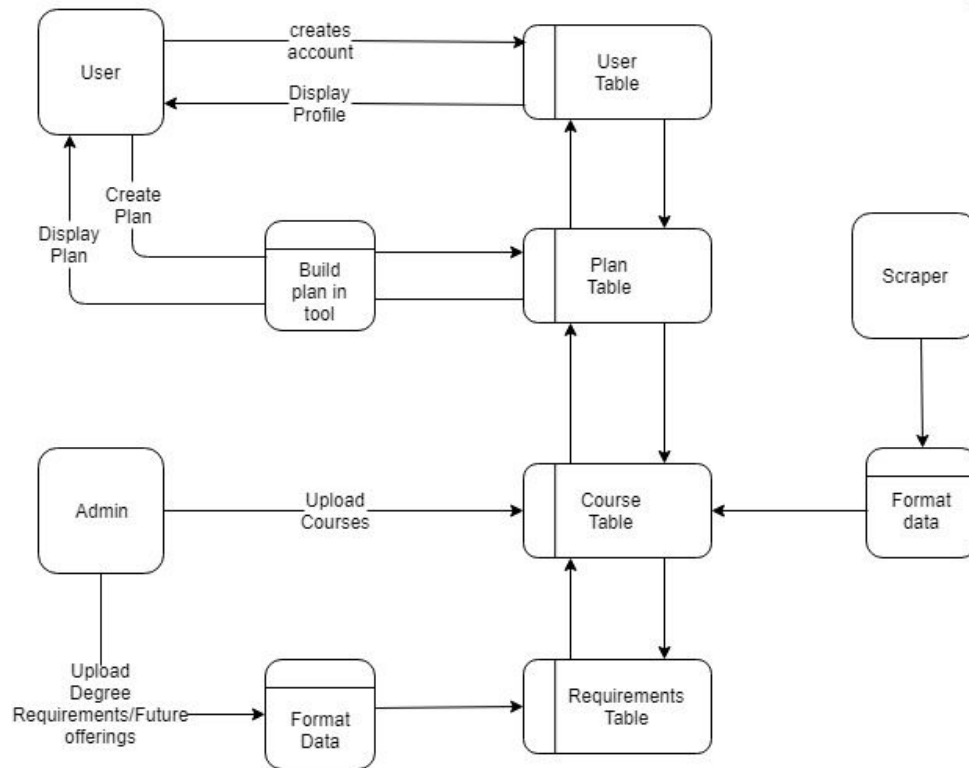 creates
account
User
User
Table
Display
Profile
Create
Plan
Display
Plan
Build
plan in
tool
Plan
Table
Scraper
Admin
Upload
Courses
Course
Table
Format
data
Upload
Degree
Requirements/Future
offerings
Format
Data
Requirements
Table